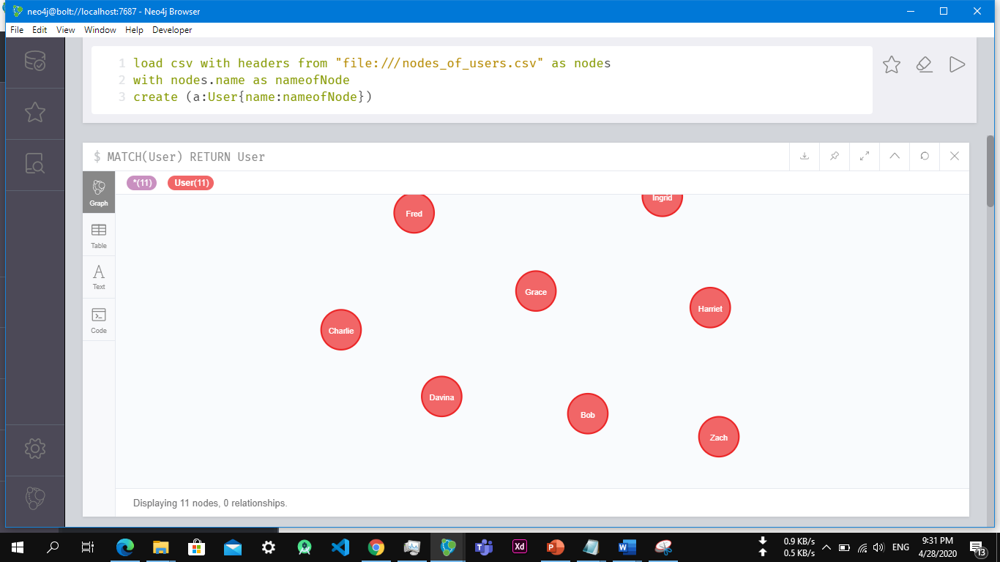 neo4j@bolt://localhost:7687 - Neo4j Browser
File Edit View Window Help Developer
1 load csv with headers from "file:///nodes_of_users.csv" as nodes
2 with nodes.name as nameofNode
3 create (a:User{name:nameofNode})
$ MATCH(User) RETURN User
*(11) User(11)
Graph
Table
Text
Code
Ingrid
Fred
Grace
Harriet
Charlie
Davina
Bob
Zach
Displaying 11 nodes, 0 relationships.
Xd
0.9 KB/s
0.5 KB/s
ENG
9:31 PM
4/28/2020
13